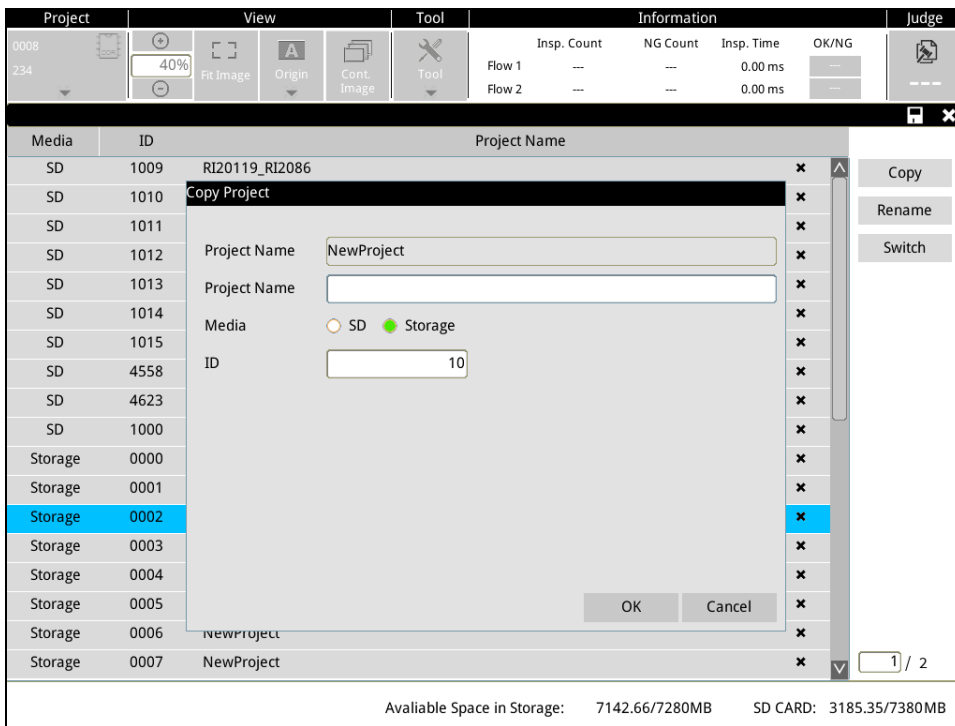 Project View Tool Information Judge
0008
234
40%
Fit Image
Origin
Cont. Image
Tool
Insp. Count NG Count Insp. Time OK/NG
Flow 1 --- --- 0.00 ms ---
Flow 2 --- --- 0.00 ms ---
---
Media ID Project Name
SD 1009 RI20119_RI2086
SD 1010
SD 1011
SD 1012
SD 1013
SD 1014
SD 1015
SD 4558
SD 4623
SD 1000
Storage 0000
Storage 0001
Storage 0002
Storage 0003
Storage 0004
Storage 0005
Storage 0006 NewProject
Storage 0007 NewProject
Copy Project
Project Name NewProject
Project Name
Media SD Storage
ID 10
OK Cancel
Copy
Rename
Switch
1 / 2
Avaliable Space in Storage: 7142.66/7280MB SD CARD: 3185.35/7380MB